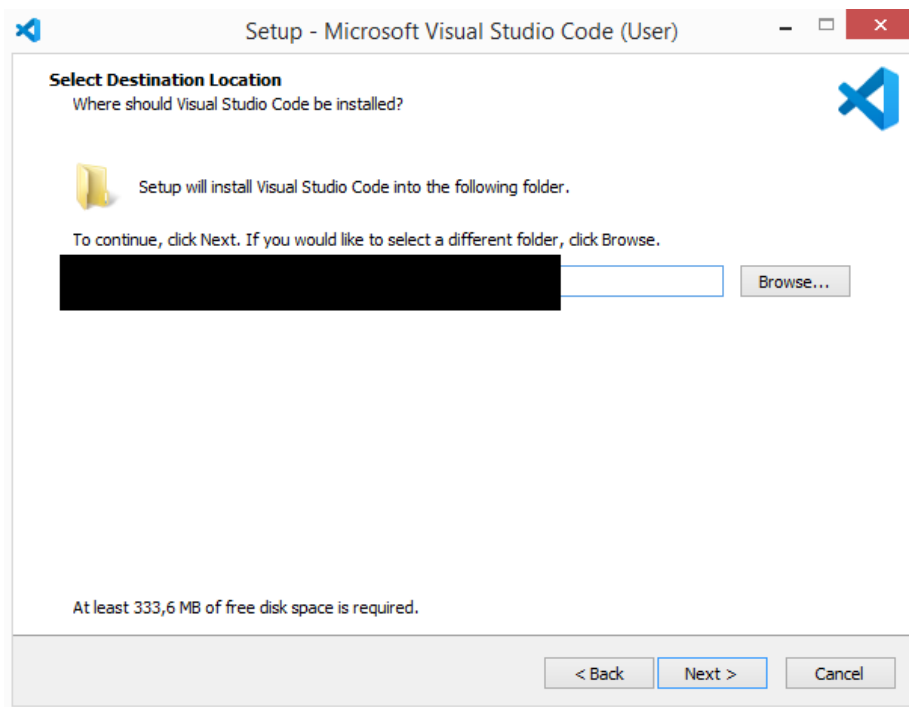 Setup - Microsoft Visual Studio Code (User)
Select Destination Location
Where should Visual Studio Code be installed?
Setup will install Visual Studio Code into the following folder.
To continue, click Next. If you would like to select a different folder, click Browse.
Browse...
At least 333,6 MB of free disk space is required.
< Back Next > Cancel